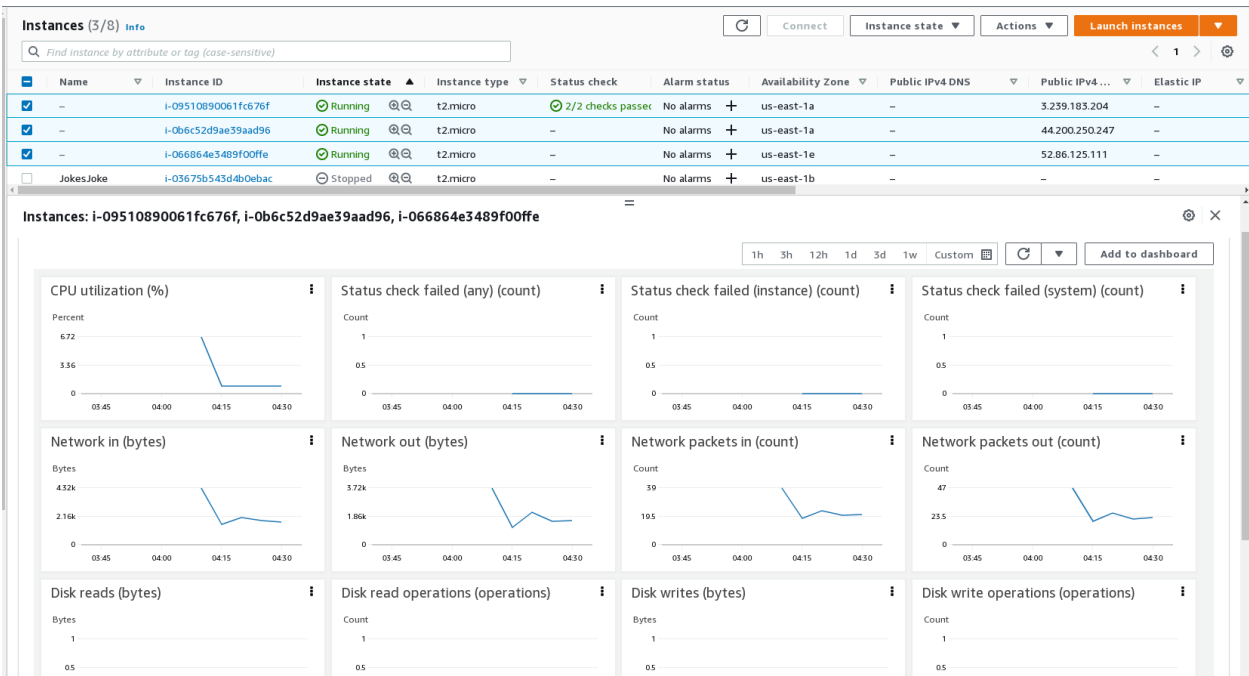 Instances (3/8) Info Connect Instance state Actions Launch instances
Find instance by attribute or tag (case-sensitive) 1
Name Instance ID Instance state Instance type Status check Alarm status Availability Zone Public IPv4 DNS Public IPv4 ... Elastic IP
– i-09510890061fc676f Running t2.micro 2/2 checks passec No alarms + us-east-1a – 3.239.183.204 –
– i-0b6c52d9ae39aad96 Running t2.micro – No alarms + us-east-1a – 44.200.250.247 –
– i-066864e3489f00ffe Running t2.micro – No alarms + us-east-1e – 52.86.125.111 –
JokesJoke i-03675b543d4b0ebac Stopped t2.micro – No alarms + us-east-1b – – –
Instances: i-09510890061fc676f, i-0b6c52d9ae39aad96, i-066864e3489f00ffe
1h 3h 12h 1d 3d 1w Custom Add to dashboard
CPU utilization (%)
Percent
6.72
3.36
0
03:45 04:00 04:15 04:30
Status check failed (any) (count)
Count
1
0.5
0
03:45 04:00 04:15 04:30
Status check failed (instance) (count)
Count
1
0.5
0
03:45 04:00 04:15 04:30
Status check failed (system) (count)
Count
1
0.5
0
03:45 04:00 04:15 04:30
Network in (bytes)
Bytes
4.32k
2.16k
0
03:45 04:00 04:15 04:30
Network out (bytes)
Bytes
3.72k
1.86k
0
03:45 04:00 04:15 04:30
Network packets in (count)
Count
39
19.5
0
03:45 04:00 04:15 04:30
Network packets out (count)
Count
47
23.5
0
03:45 04:00 04:15 04:30
Disk reads (bytes)
Bytes
1
0.5
Disk read operations (operations)
Count
1
0.5
Disk writes (bytes)
Bytes
1
0.5
Disk write operations (operations)
Count
1
0.5